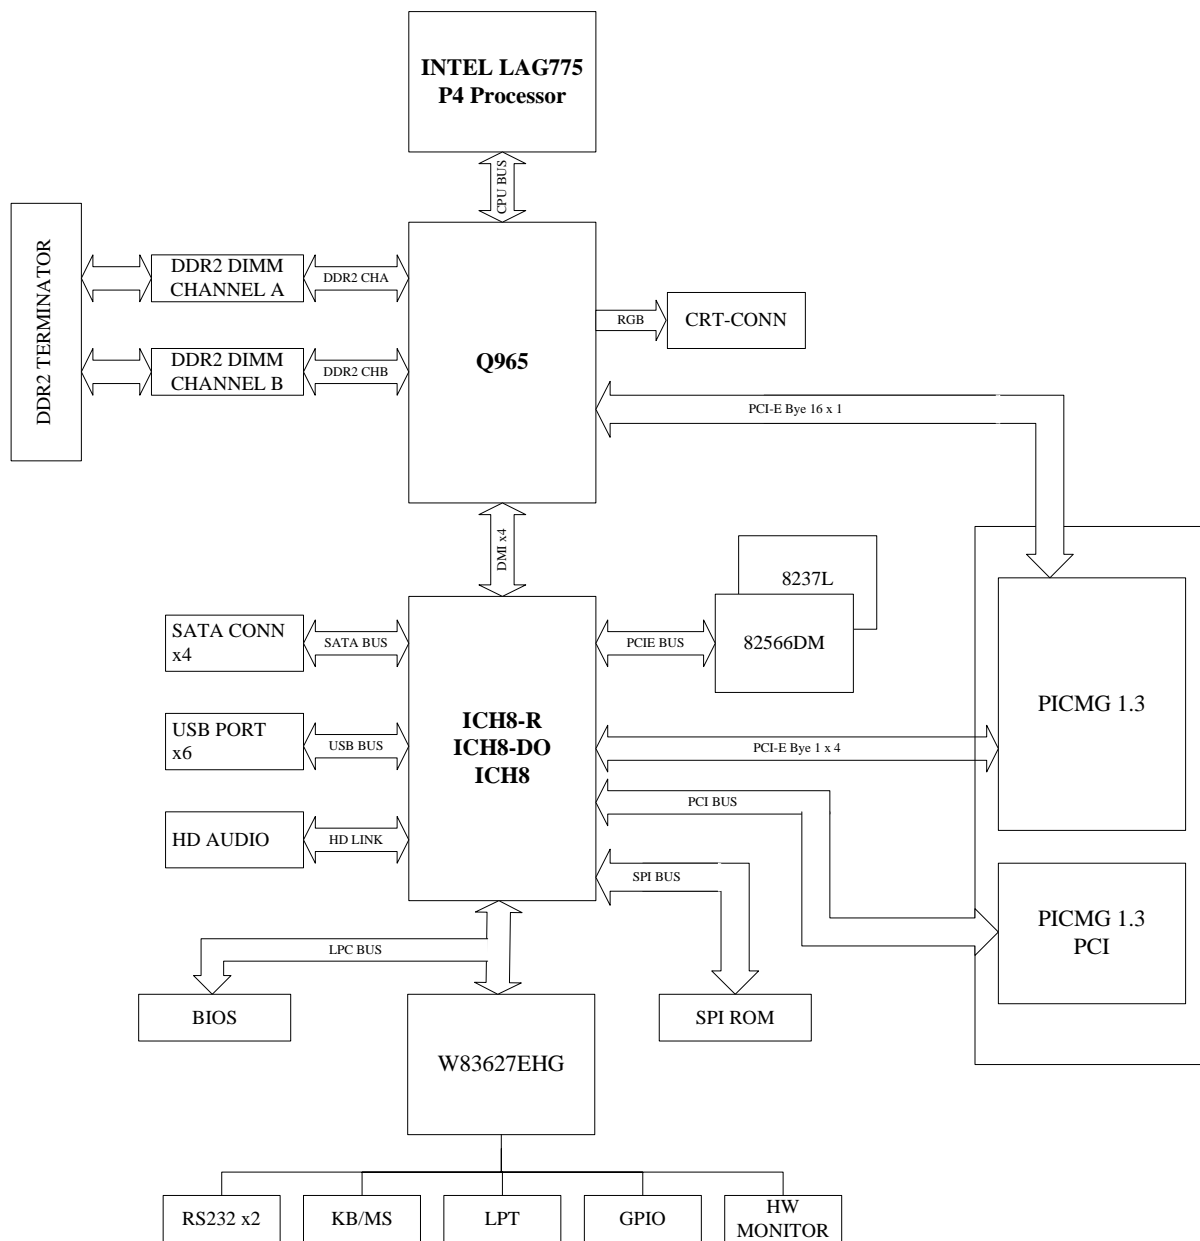 INTEL LAG775
P4 Processor
CPU BUS
DDR2 TERMINATOR
DDR2 DIMM
CHANNEL A
DDR2 CHA
DDR2 DIMM
CHANNEL B
DDR2 CHB
Q965
RGB
CRT-CONN
PCI-E Bye 16 x 1
DMI x4
8237L
82566DM
PCIE BUS
SATA CONN
x4
SATA BUS
USB PORT
x6
USB BUS
HD AUDIO
HD LINK
ICH8-R
ICH8-DO
ICH8
PCI-E Bye 1 x 4
PICMG 1.3
PCI BUS
SPI BUS
PICMG 1.3
PCI
LPC BUS
BIOS
SPI ROM
W83627EHG
RS232 x2
KB/MS
LPT
GPIO
HW
MONITOR